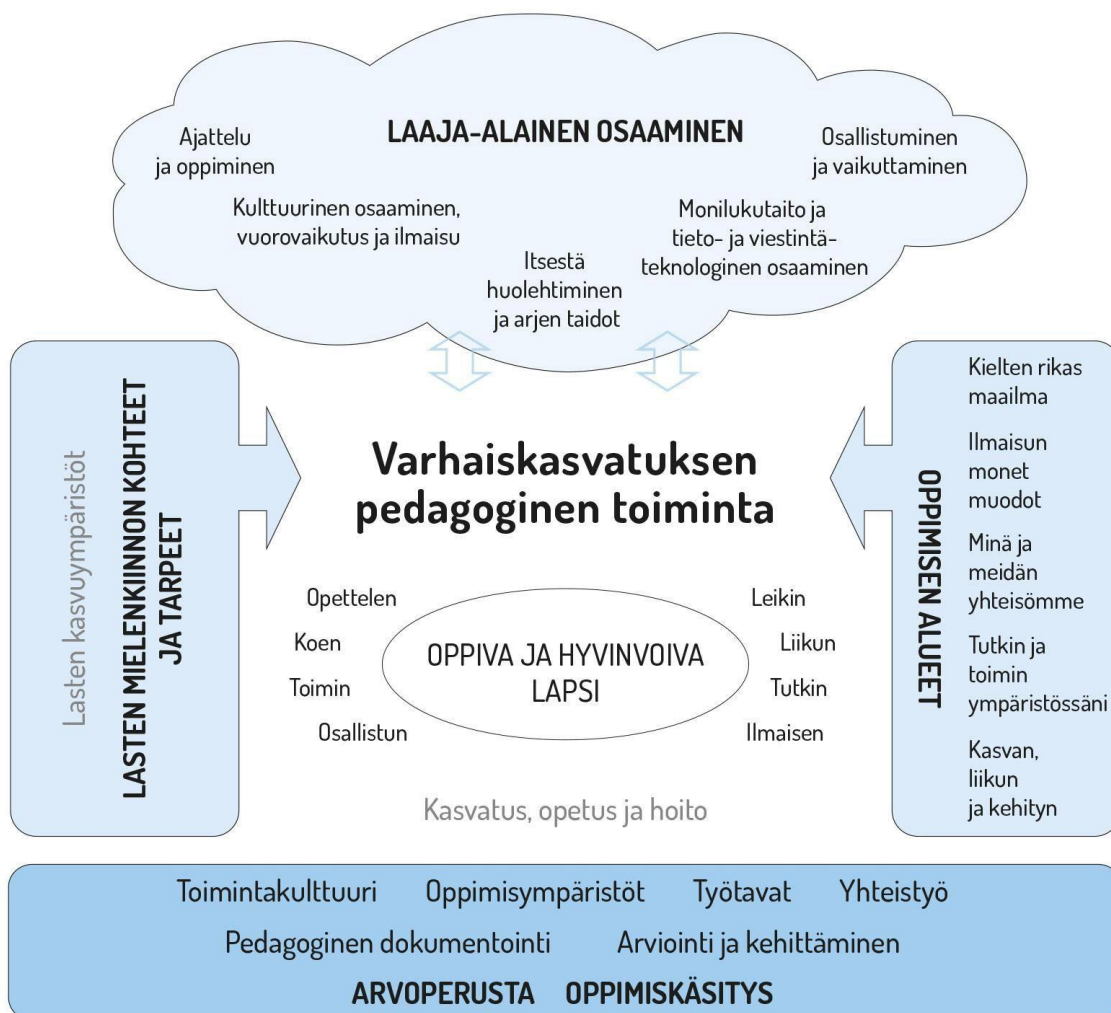 LAAJA-ALAINEN OSAAMINEN
Ajattelu
ja oppiminen
Kulttuurinen osaaminen,
vuorovaikutus ja ilmaisu
Itsestä
huolehtiminen
ja arjen taidot
Monilukutaito ja
tieto- ja viestintä-
teknologinen osaaminen
Osallistuminen
ja vaikuttaminen
Lasten kasvuympäristöt
LASTEN MIELENKIINNON KOHTEET
JA TARPEET
Varhaiskasvatuksen
pedagoginen toiminta
Opettelen
Koen
Toimin
Osallistun
OPPIVA JA HYVINVOIVA
LAPSI
Leikin
Liikun
Tutkin
Ilmaisen
Kasvatus, opetus ja hoito
OPPIMISEN ALUEET
Kielten rikas
maailma
Ilmaisun
monet
muodot
Minä ja
meidän
yhteisömme
Tutkin ja
toimin
ympäristössäni
Kasvan,
liikun
ja kehityn
Toimintakulttuuri Oppimisympäristöt Työtavat Yhteistyö
Pedagoginen dokumentointi Arviointi ja kehittäminen
ARVOPERUSTA OPPIMISKÄSITYS